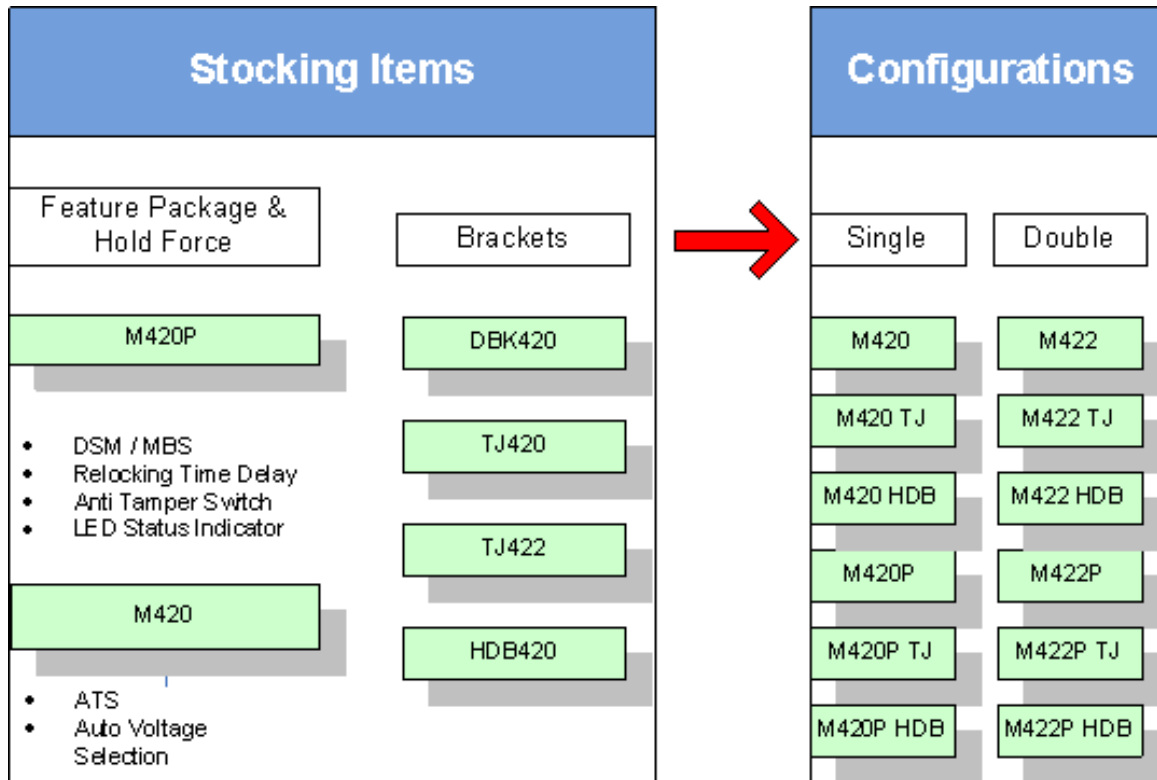 Stocking Items
Feature Package &
Hold Force
Brackets
M420P
• DSM / MBS
• Relocking Time Delay
• Anti Tamper Switch
• LED Status Indicator
M420
• ATS
• Auto Voltage
Selection
DBK420
TJ420
TJ422
HDB420
Configurations
Single
Double
M420
M422
M420 TJ
M422 TJ
M420 HDB
M422 HDB
M420P
M422P
M420P TJ
M422P TJ
M420P HDB
M422P HDB